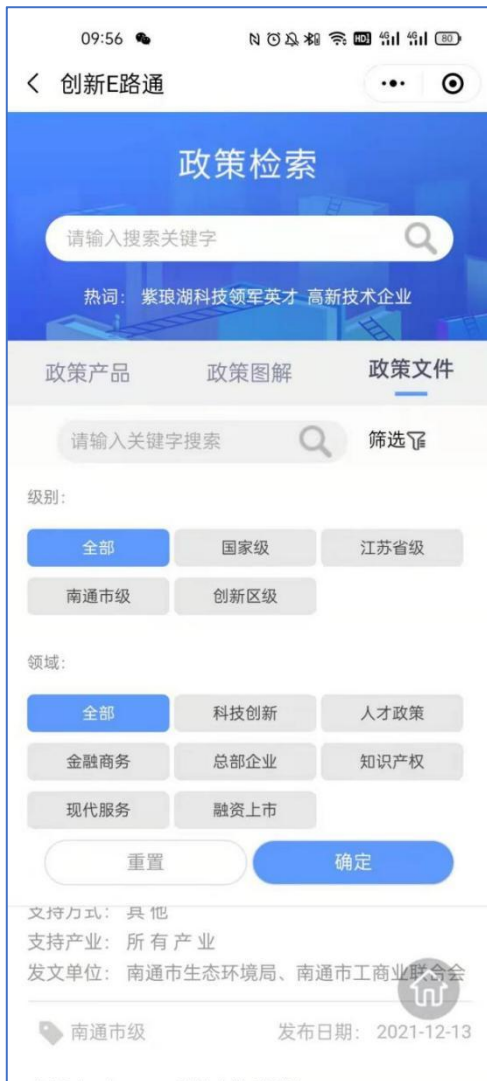 09:56
4G 4G 80
创新E路通
政策检索
请输入搜索关键字
热词： 紫琅湖科技领军英才 高新技术企业
政策产品 政策图解 政策文件
请输入关键字搜索 筛选
级别：
全部 国家级 江苏省级
南通市级 创新区级
领域：
全部 科技创新 人才政策
金融商务 总部企业 知识产权
现代服务 融资上市
重置 确定
支持方式： 其他
支持产业： 所有产业
发文单位： 南通市生态环境局、南通市工商业联合会
南通市级 发布日期： 2021-12-13